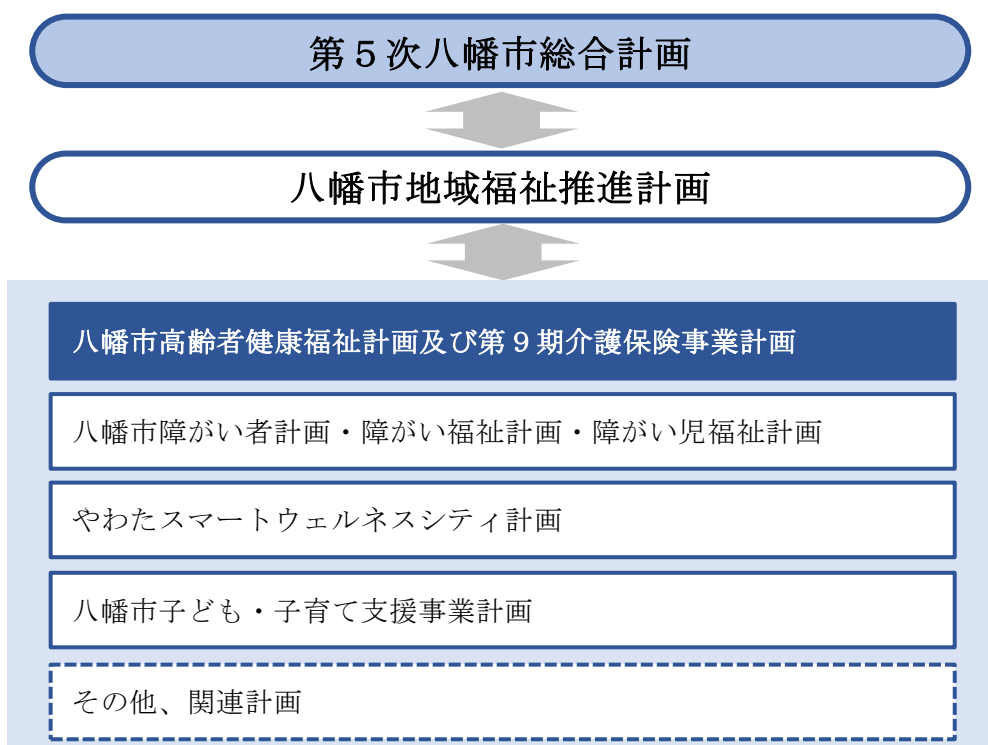 第５次八幡市総合計画
八幡市地域福祉推進計画
八幡市高齢者健康福祉計画及び第９期介護保険事業計画
八幡市障がい者計画・障がい福祉計画・障がい児福祉計画
やわたスマートウェルネスシティ計画
八幡市子ども・子育て支援事業計画
その他、関連計画